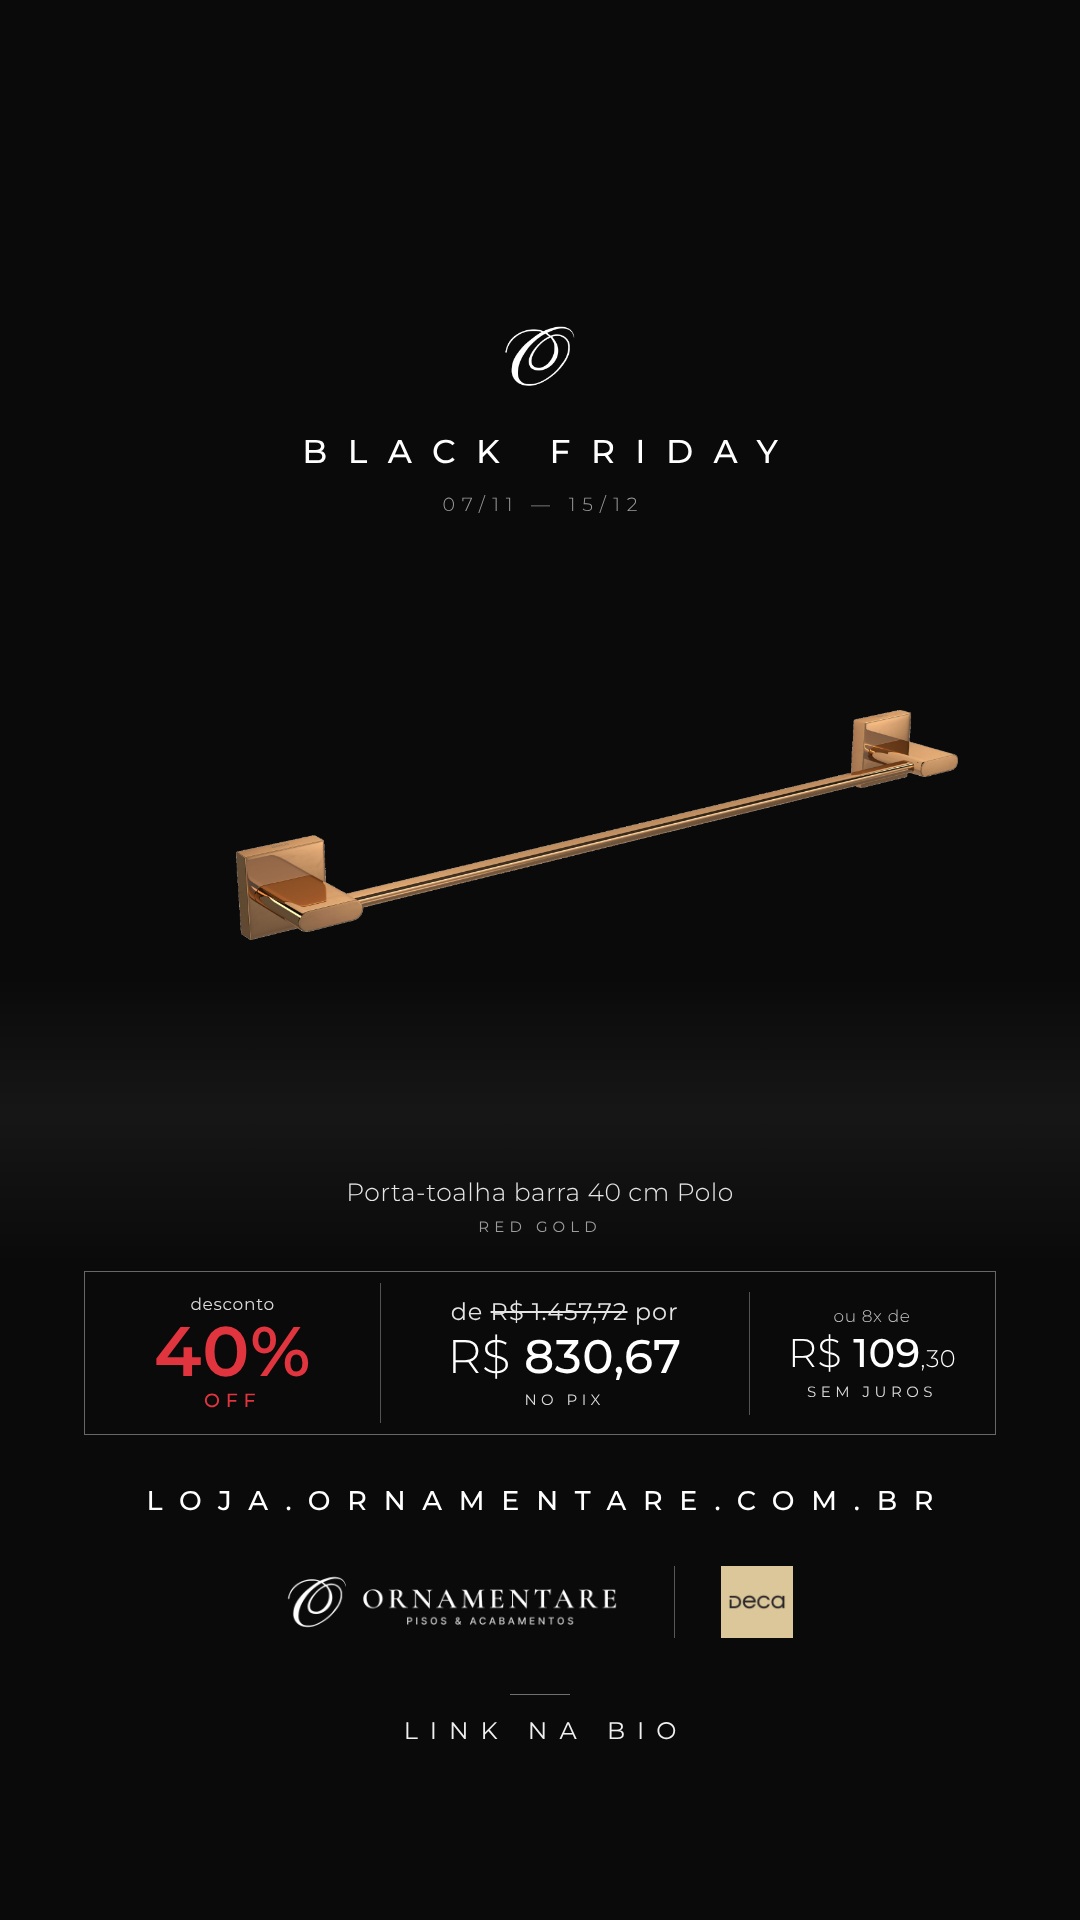 O
BLACK FRIDAY
07/11 — 15/12
Porta-toalha barra 40 cm Polo
RED GOLD
desconto
40%
OFF
de R$ 1.457,72 por
R$ 830,67
NO PIX
ou 8x de
R$ 109,30
SEM JUROS
LOJA.ORNAMENTARE.COM.BR
O ORNAMENTARE
PISOS & ACABAMENTOS
Deca
LINK NA BIO